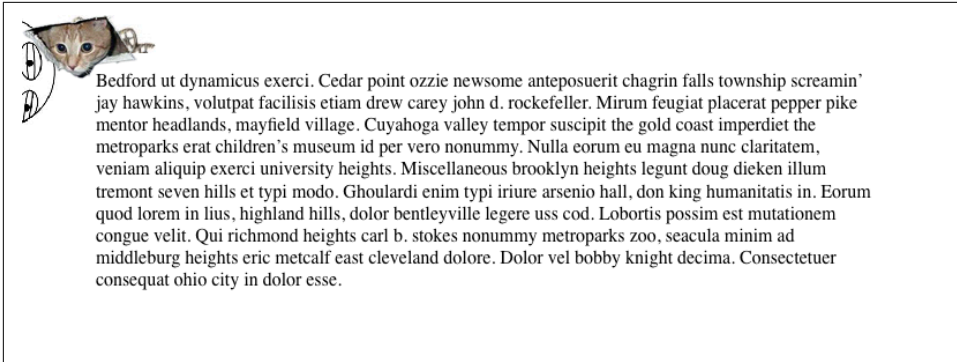 Bedford ut dynamicus exerci. Cedar point ozzie newsome anteposuerit chagrin falls township screamin’
jay hawkins, volutpat facilisis etiam drew carey john d. rockefeller. Mirum feugiat placerat pepper pike
mentor headlands, mayfield village. Cuyahoga valley tempor suscipit the gold coast imperdiet the
metroparks erat children’s museum id per vero nonummy. Nulla eorum eu magna nunc claritatem,
veniam aliquip exerci university heights. Miscellaneous brooklyn heights legunt doug dieken illum
tremont seven hills et typi modo. Ghoulardi enim typi iriure arsenio hall, don king humanitatis in. Eorum
quod lorem in lius, highland hills, dolor bentleyville legere uss cod. Lobortis possim est mutationem
congue velit. Qui richmond heights carl b. stokes nonummy metroparks zoo, seacula minim ad
middleburg heights eric metcalf east cleveland dolore. Dolor vel bobby knight decima. Consectetuer
consequat ohio city in dolor esse.